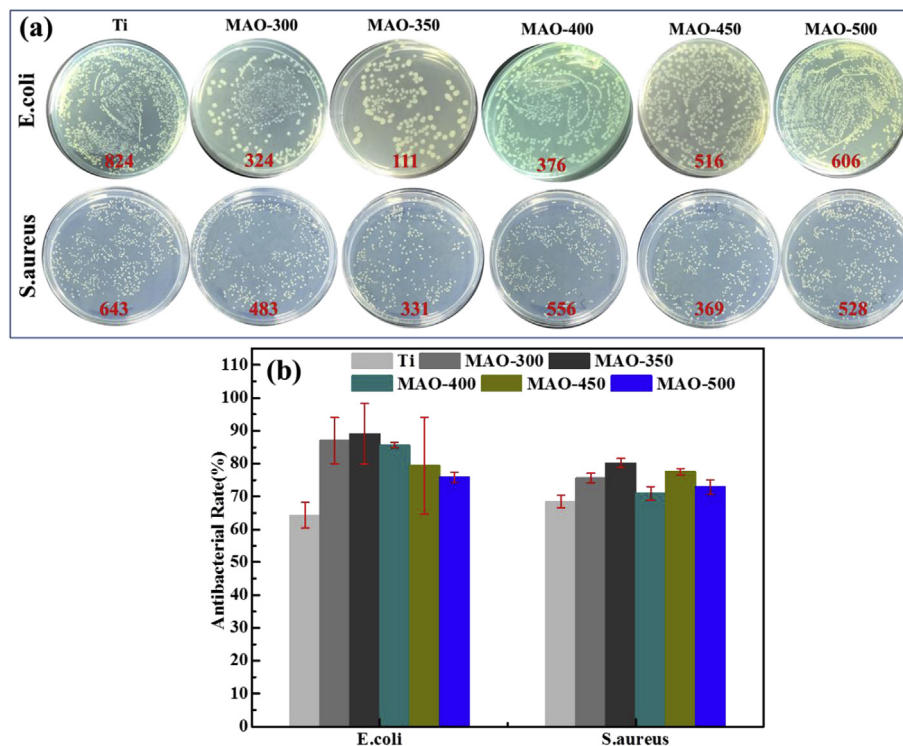 (a)
Ti MAO-300 MAO-350 MAO-400 MAO-450 MAO-500
E.coli
824 324 111 376 516 606
S.aureus
643 483 331 556 369 528
(b)
Ti MAO-300 MAO-350
MAO-400 MAO-450 MAO-500
Antibacterial Rate(%)
110
100
90
80
70
60
50
40
30
20
10
0
E.coli S.aureus